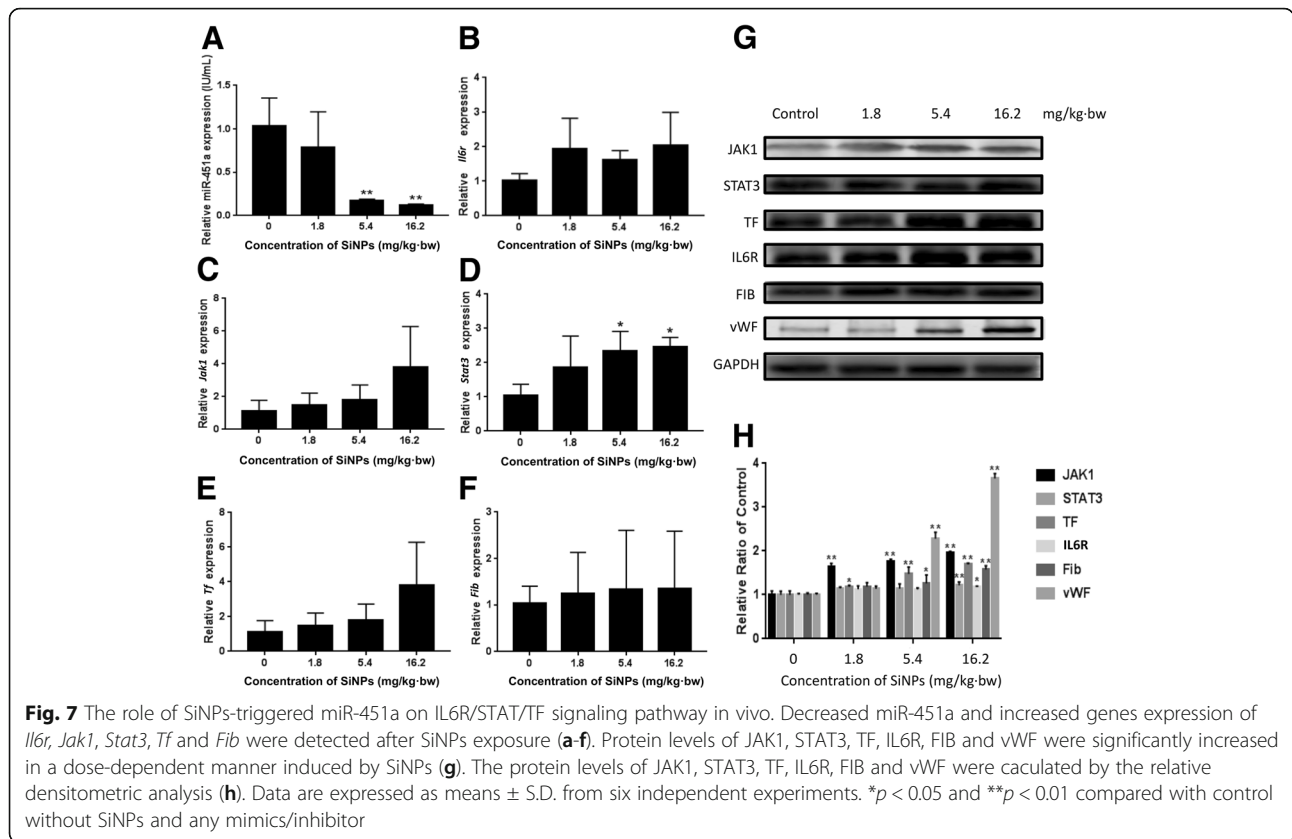 A
Relative miR-451a expression (IU/mL)
1.5
1.0
0.5
0.0
** **
0 1.8 5.4 16.2
Concentration of SiNPs (mg/kg·bw)
B
Relative Il6r expression
4
3
2
1
0
0 1.8 5.4 16.2
Concentration of SiNPs (mg/kg·bw)
C
Relative Jak1 expression
8
6
4
2
0
0 1.8 5.4 16.2
Concentration of SiNPs (mg/kg·bw)
D
Relative Stat3 expression
4
3
2
1
0
* *
0 1.8 5.4 16.2
Concentration of SiNPs (mg/kg·bw)
E
Relative Tf expression
8
6
4
2
0
0 1.8 5.4 16.2
Concentration of SiNPs (mg/kg·bw)
F
Relative Fib expression
3
2
1
0
0 1.8 5.4 16.2
Concentration of SiNPs (mg/kg·bw)
G
Control 1.8 5.4 16.2 mg/kg·bw
JAK1
STAT3
TF
IL6R
FIB
vWF
GAPDH
H
Relative Ratio of Control
4
3
2
1
0
** * ** ** * ** ** ** ** * ** **
0 1.8 5.4 16.2
Concentration of SiNPs (mg/kg·bw)
JAK1
STAT3
TF
IL6R
Fib
vWF
Fig. 7 The role of SiNPs-triggered miR-451a on IL6R/STAT/TF signaling pathway in vivo. Decreased miR-451a and increased genes expression of
Il6r, Jak1, Stat3, Tf and Fib were detected after SiNPs exposure (a-f). Protein levels of JAK1, STAT3, TF, IL6R, FIB and vWF were significantly increased
in a dose-dependent manner induced by SiNPs (g). The protein levels of JAK1, STAT3, TF, IL6R, FIB and vWF were caculated by the relative
densitometric analysis (h). Data are expressed as means ± S.D. from six independent experiments. *p < 0.05 and **p < 0.01 compared with control
without SiNPs and any mimics/inhibitor